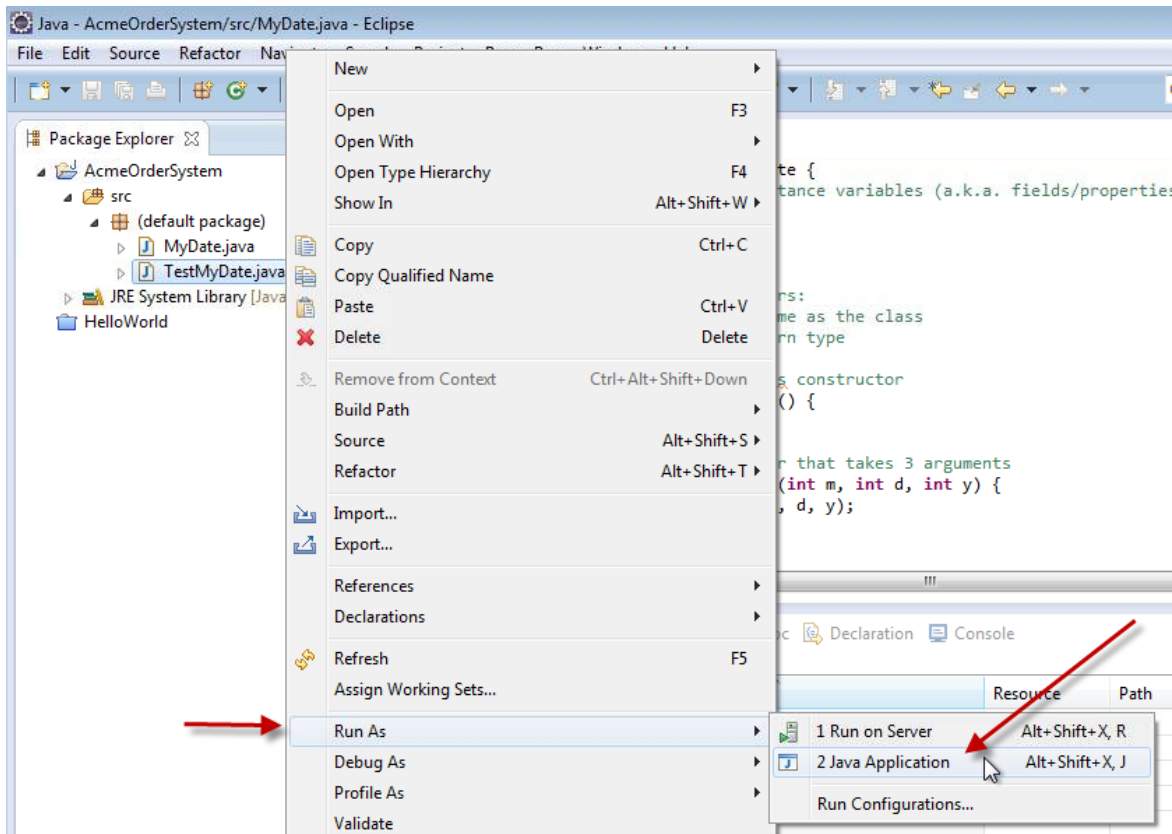 Java - AcmeOrderSystem/src/MyDate.java - Eclipse
File Edit Source Refactor
Package Explorer
AcmeOrderSystem
src
(default package)
MyDate.java
TestMyDate.java
JRE System Library [Java
HelloWorld
New
Open F3
Open With
Open Type Hierarchy F4
Show In Alt+Shift+W
Copy Ctrl+C
Copy Qualified Name
Paste Ctrl+V
Delete Delete
Remove from Context Ctrl+Alt+Shift+Down
Build Path
Source Alt+Shift+S
Refactor Alt+Shift+T
Import...
Export...
References
Declarations
Refresh F5
Assign Working Sets...
Run As
Debug As
Profile As
Validate
te {
tance variables (a.k.a. fields/properties
rs:
me as the class
rn type
s constructor
() {
r that takes 3 arguments
(int m, int d, int y) {
, d, y);
oc Declaration Console
Resource Path
1 Run on Server Alt+Shift+X, R
2 Java Application Alt+Shift+X, J
Run Configurations...